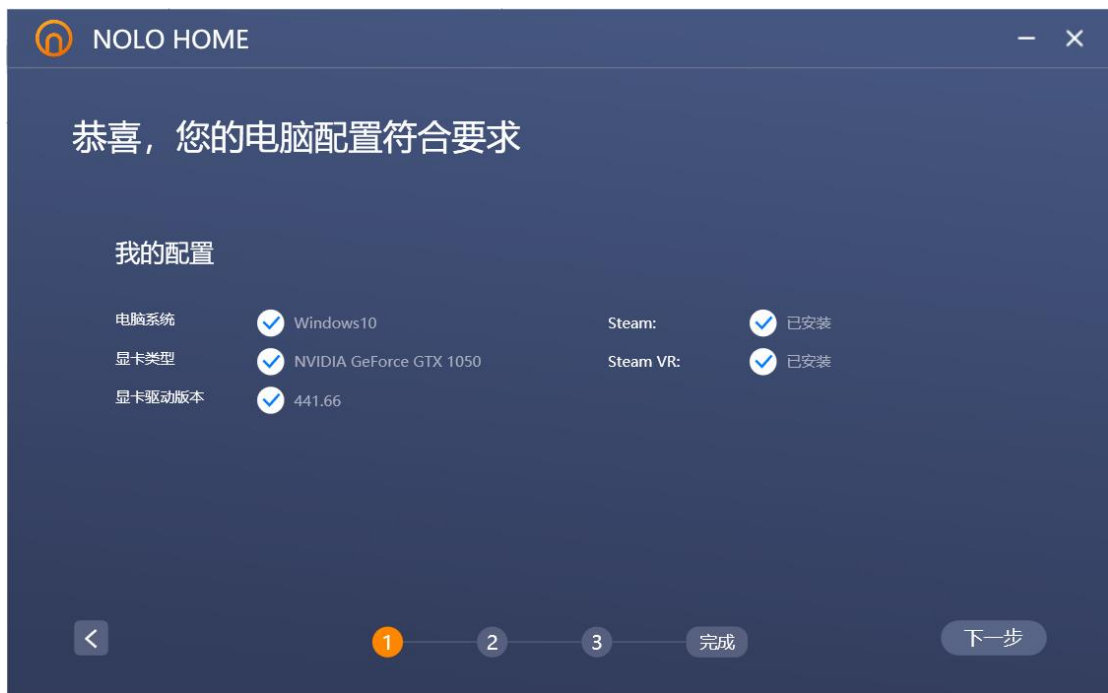 NOLO HOME
恭喜，您的电脑配置符合要求
我的配置
电脑系统 Windows10
显卡类型 NVIDIA GeForce GTX 1050
显卡驱动版本 441.66
Steam: 已安装
Steam VR: 已安装
1 2 3 完成
下一步